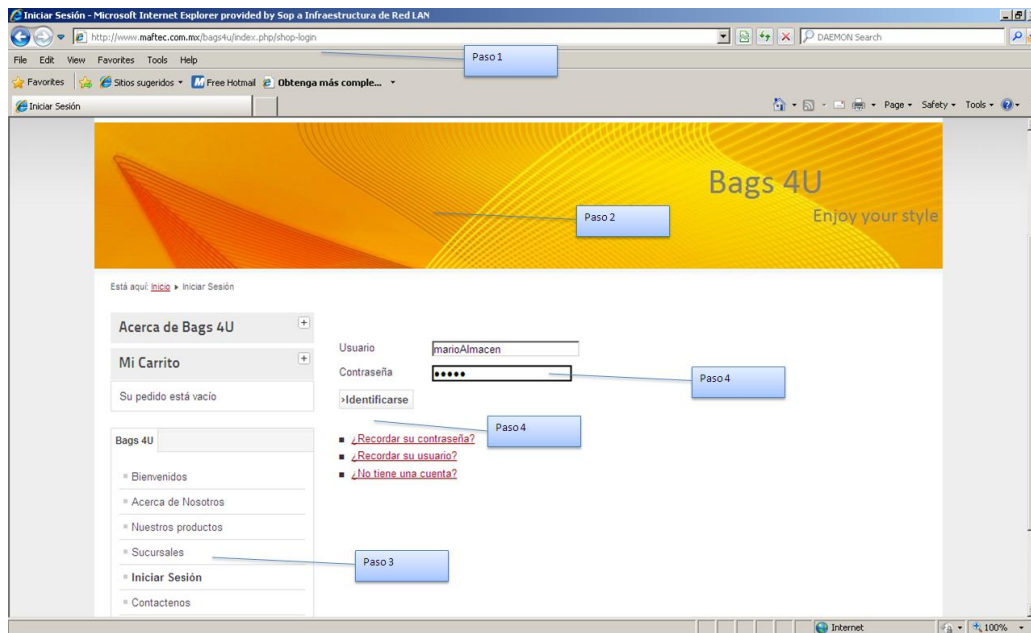 Iniciar Sesión - Microsoft Internet Explorer provided by Sop a Infraestructura de Red LAN
http://www.maftec.com.mx/bags4u/index.php/shop-login
DAEMON Search
Paso 1
File Edit View Favorites Tools Help
Favorites Sitios sugeridos Free Hotmail Obtenga más comple...
Iniciar Sesión
Page Safety Tools
Bags 4U
Enjoy your style
Paso 2
Está aquí: Inicio Iniciar Sesión
Acerca de Bags 4U
Mi Carrito
Su pedido está vacío
Usuario marioAlmacen
Contraseña
Paso 4
›Identificarse
Paso 4
¿Recordar su contraseña?
¿Recordar su usuario?
¿No tiene una cuenta?
Bags 4U
Bienvenidos
Acerca de Nosotros
Nuestros productos
Sucursales
Paso 3
Iniciar Sesión
Contactenos
Internet
100%